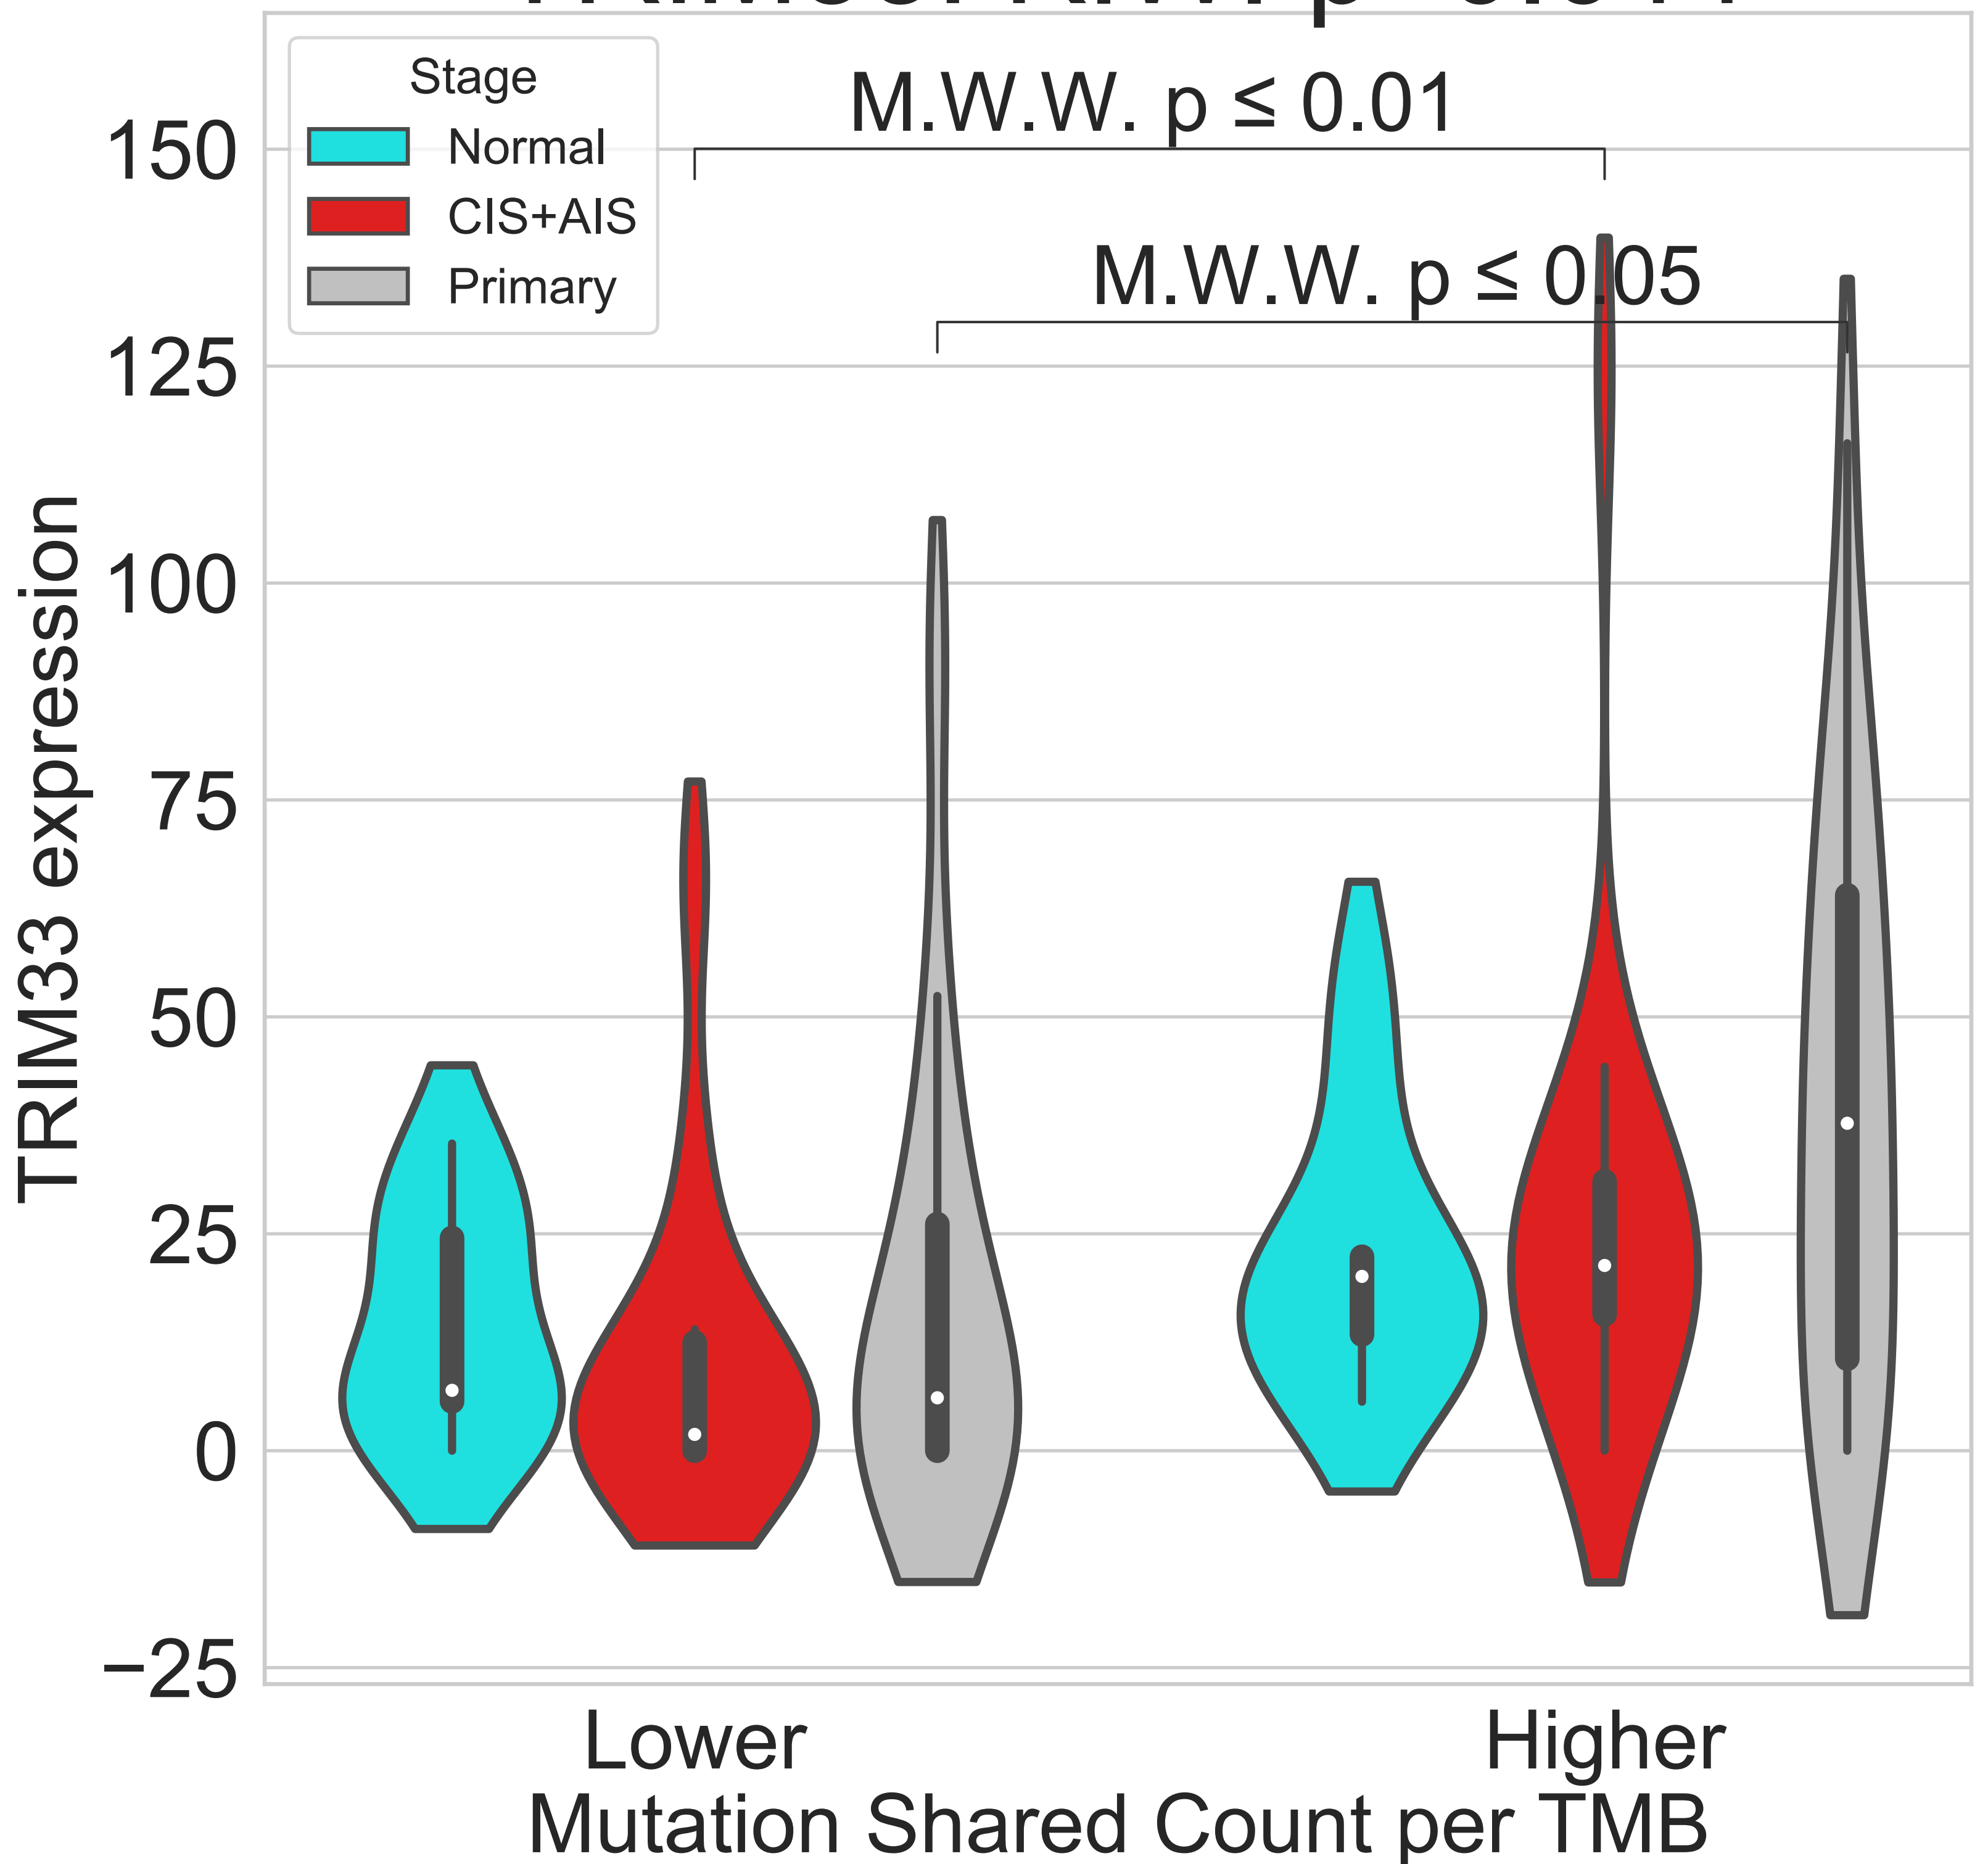 Stage
Normal
CIS+AIS
Primary
M.W.W. p ≤ 0.01
M.W.W. p ≤ 0.05
150
125
100
75
50
25
0
−25
TRIM33 expression
Lower
Higher
Mutation Shared Count per TMB